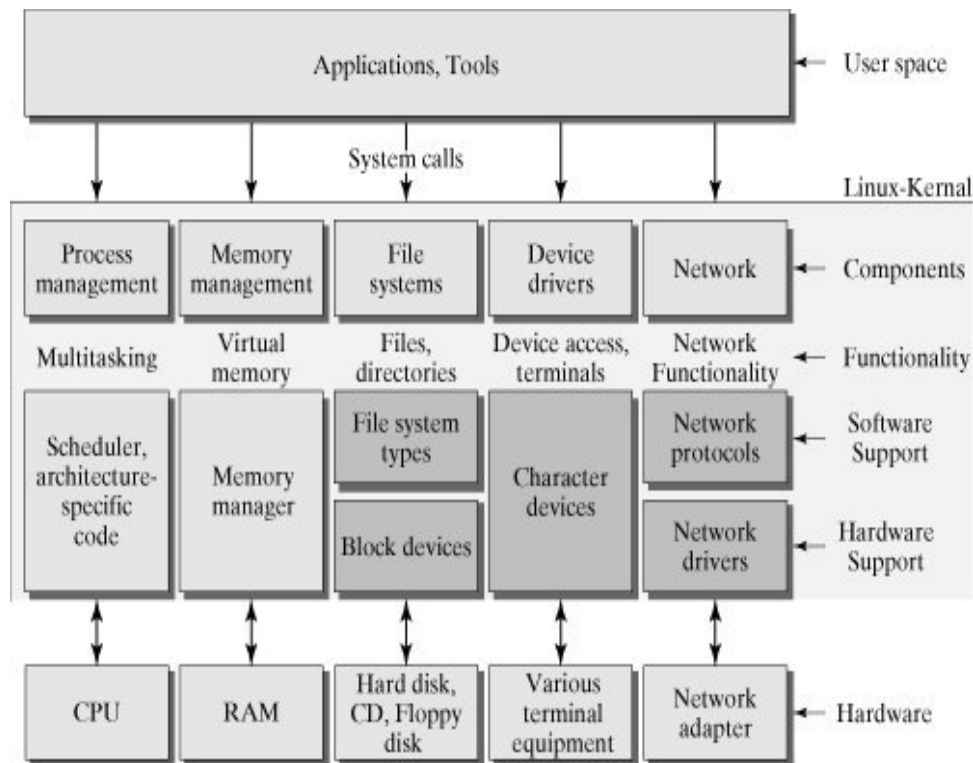 Applications, Tools
User space
System calls
Linux-Kernal
Process
management
Memory
management
File
systems
Device
drivers
Network
Components
Multitasking
Virtual
memory
Files,
directories
Device access,
terminals
Network
Functionality
Functionality
Scheduler,
architecture-
specific
code
Memory
manager
File system
types
Block devices
Character
devices
Network
protocols
Network
drivers
Software
Support
Hardware
Support
CPU
RAM
Hard disk,
CD, Floppy
disk
Various
terminal
equipment
Network
adapter
Hardware